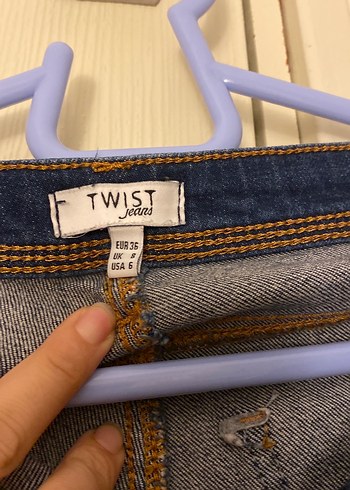 TWIST
jeans
EUR 36
UK 8
USA 6